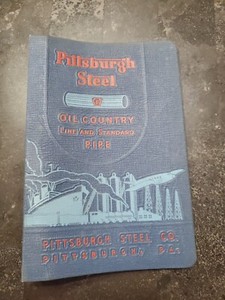 Pittsburgh
Steel
OIL COUNTRY
LINE AND STANDARD
PIPE
PITTSBURGH STEEL CO.
PITTSBURGH, PA.